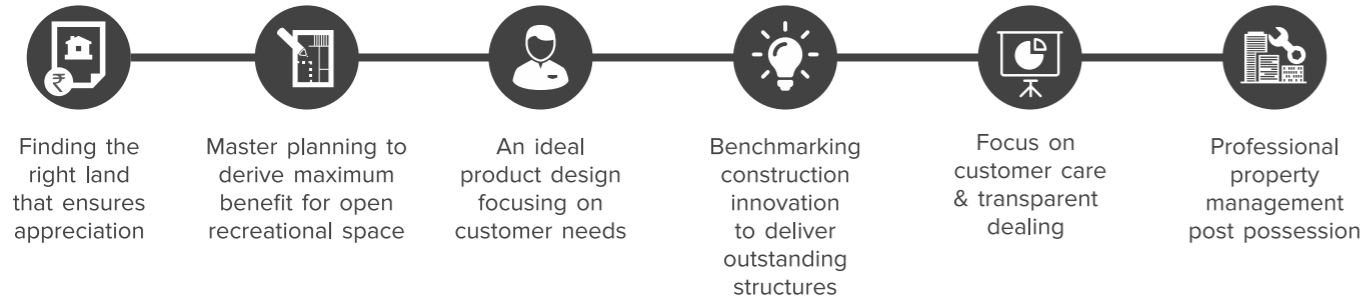 ₹
Finding the
right land
that ensures
appreciation
Master planning to
derive maximum
benefit for open
recreational space
An ideal
product design
focusing on
customer needs
Benchmarking
construction
innovation
to deliver
outstanding
structures
Focus on
customer care
& transparent
dealing
Professional
property
management
post possession